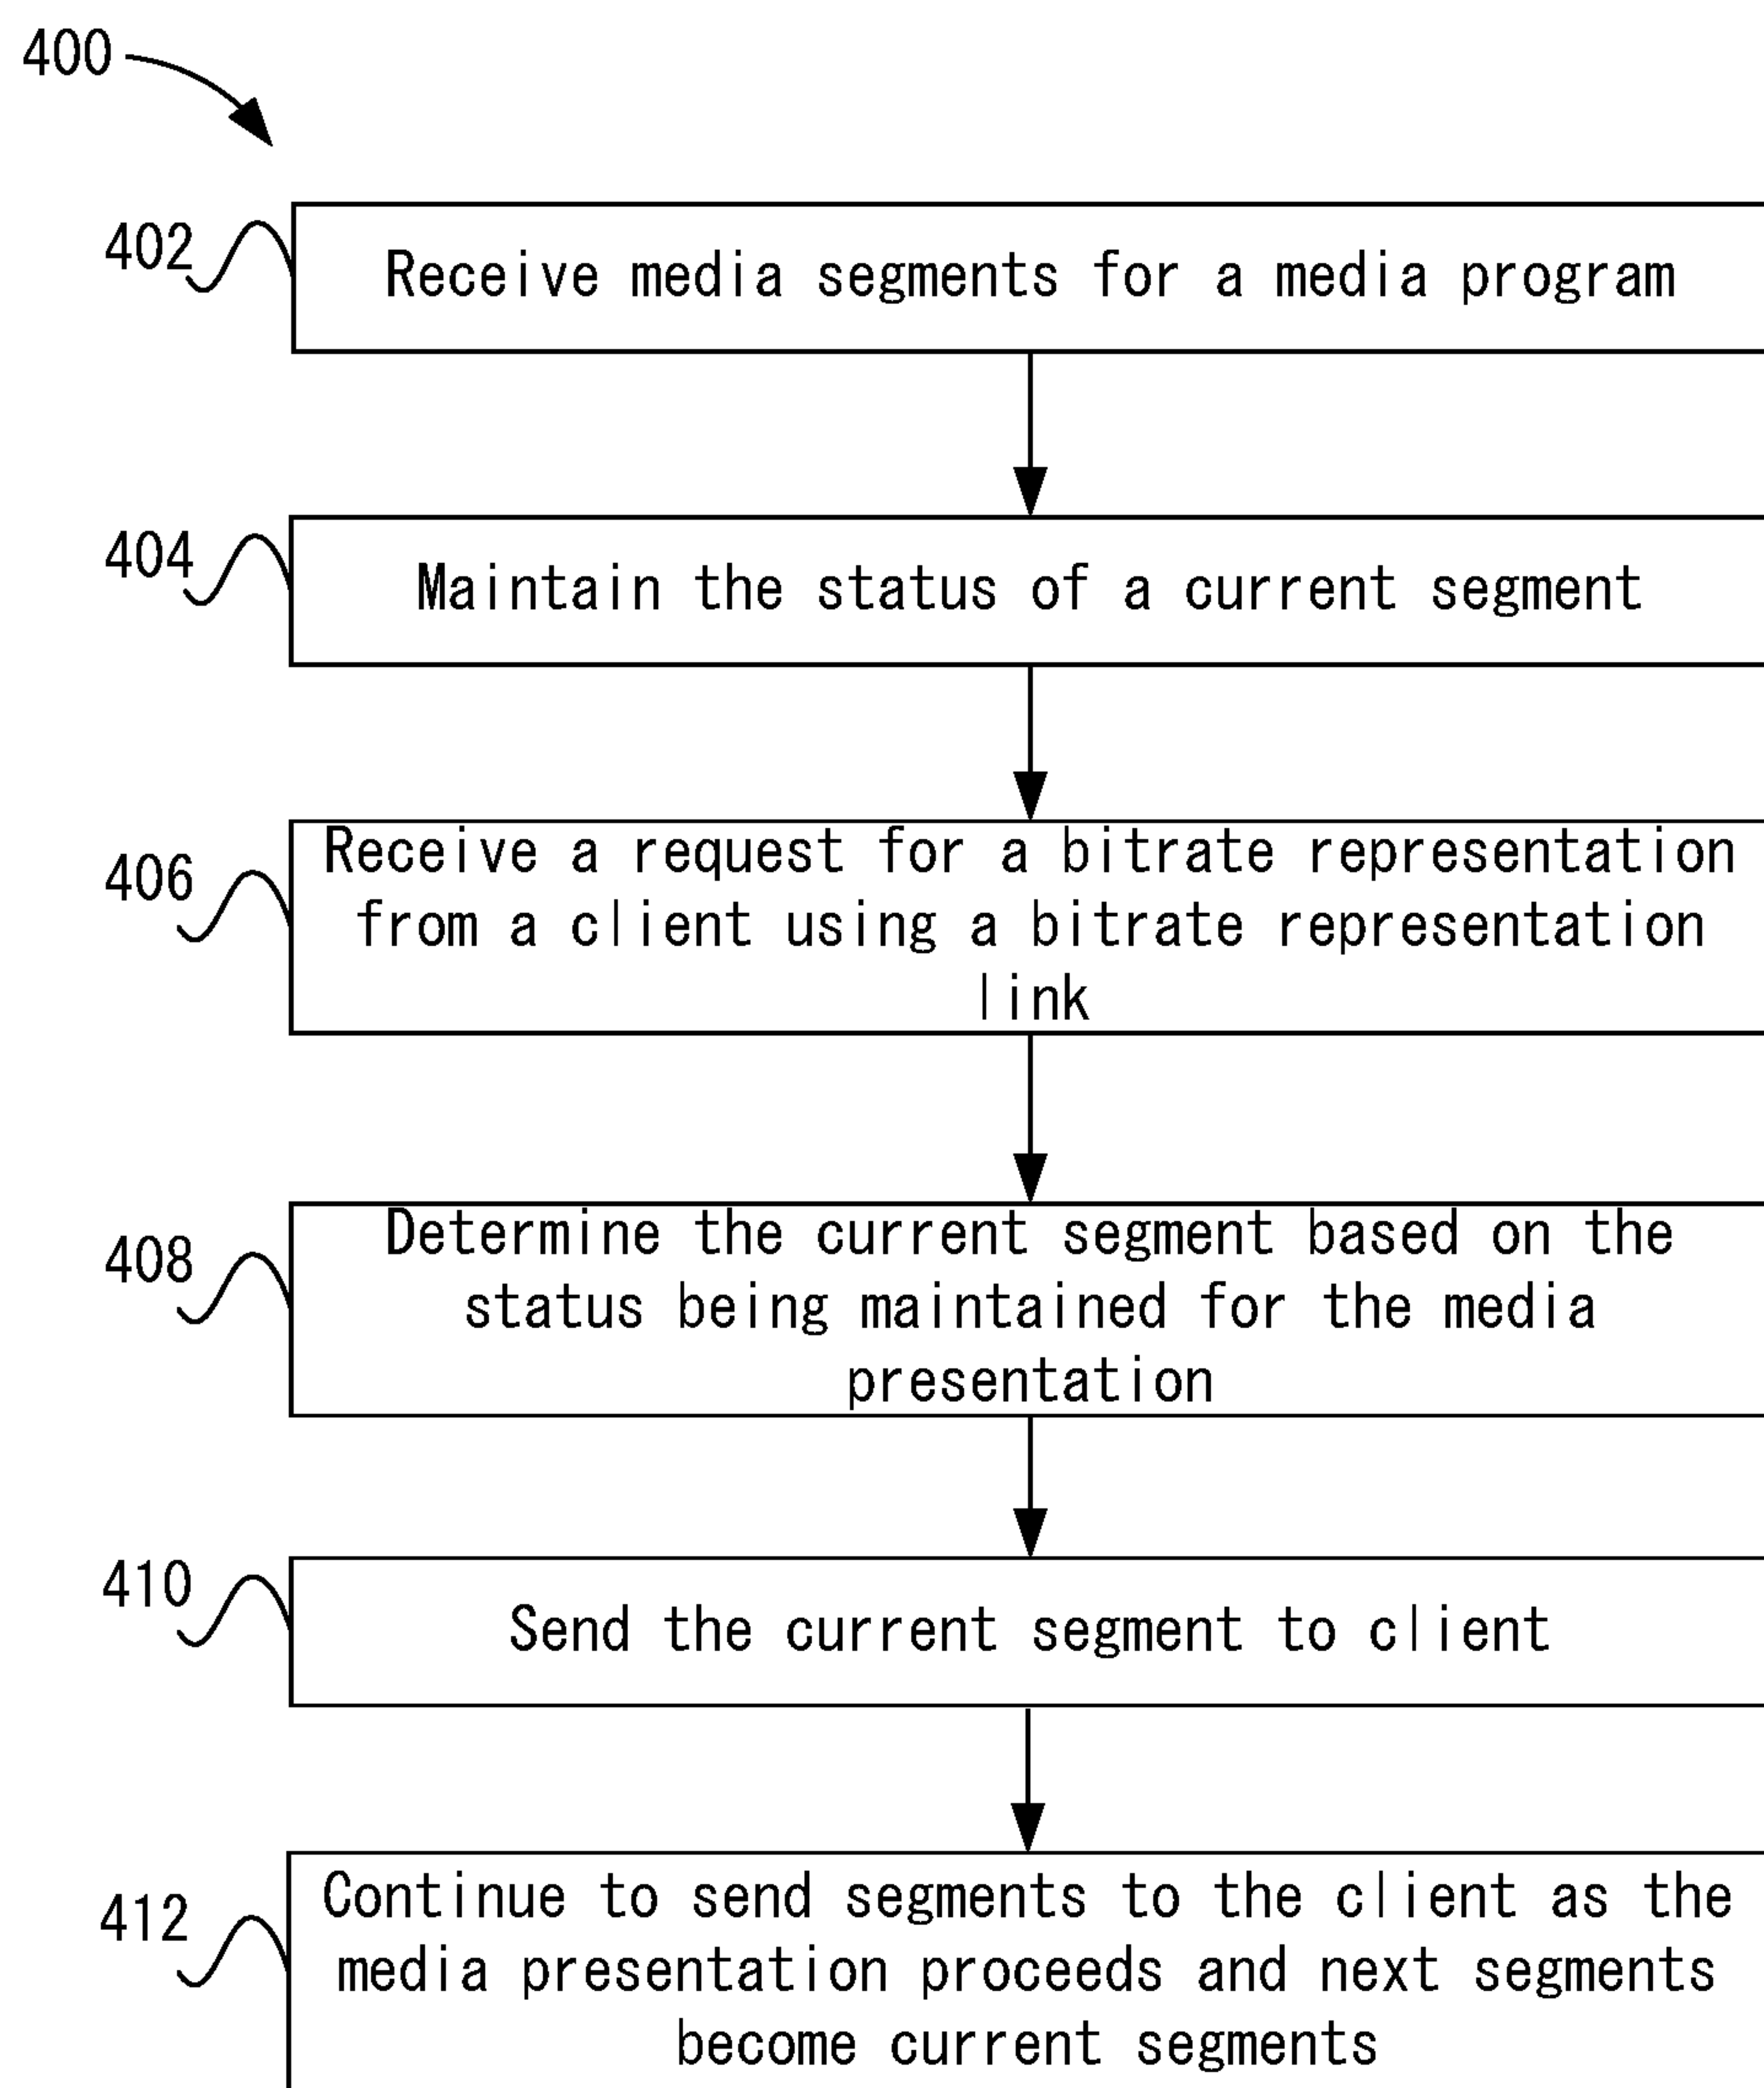 400
402
Receive media segments for a media program
404
Maintain the status of a current segment
406
Receive a request for a bitrate representation
from a client using a bitrate representation
link
408
Determine the current segment based on the
status being maintained for the media
presentation
410
Send the current segment to client
412
Continue to send segments to the client as the
media presentation proceeds and next segments
become current segments